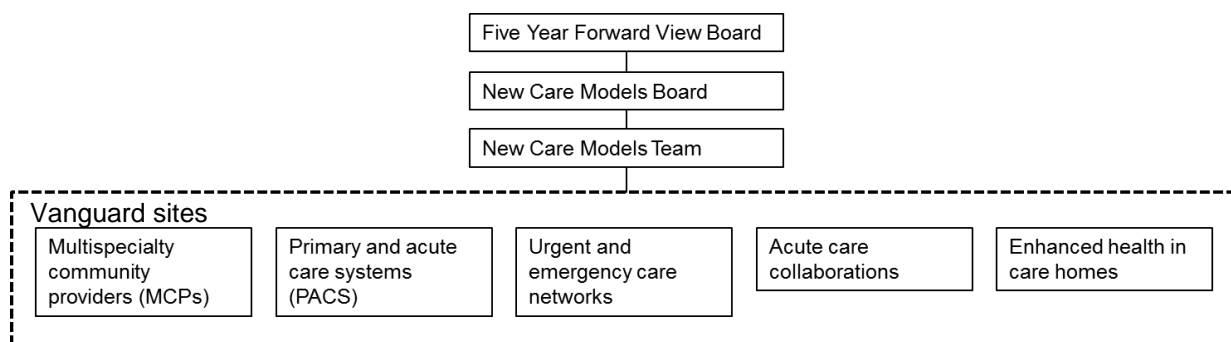 Five Year Forward View Board
New Care Models Board
New Care Models Team
Vanguard sites
Multispecialty
community
providers (MCPs)
Primary and acute
care systems
(PACS)
Urgent and
emergency care
networks
Acute care
collaborations
Enhanced health in
care homes